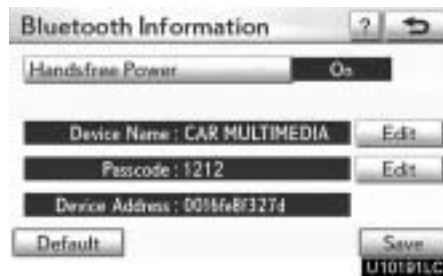 Bluetooth Information ?
Handsfree Power On
Device Name : CAR MULTIMEDIA Edit
Passcode : 1212 Edit
Device Address : 0016fe8f327d
Default Save
U10191LC